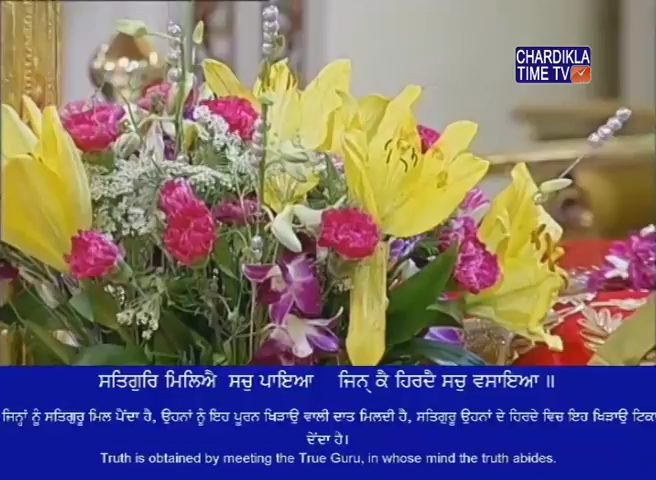 CHARDIKLA
TIME TV
ਸਤਿਗੁਰਿ ਮਿਲਿਐ ਸਚੁ ਪਾਇਆ ਜਿਨ੍ਹ ਕੈ ਹਿਰਦੈ ਸਚੁ ਵਸਾਇਆ ॥
ਜਿਨ੍ਹਾਂ ਨੂੰ ਸਤਿਗੁਰੂ ਮਿਲ ਪੈਂਦਾ ਹੈ, ਉਹਨਾਂ ਨੂੰ ਇਹ ਪੂਰਨ ਖਿੜਾਉ ਵਾਲੀ ਦਾਤ ਮਿਲਦੀ ਹੈ, ਸਤਿਗੁਰੂ ਉਹਨਾਂ ਦੇ ਹਿਰਦੇ ਵਿਚ ਇਹ ਖਿੜਾਉ ਟਿਕਾ
ਦੇਂਦਾ ਹੈ।
Truth is obtained by meeting the True Guru, in whose mind the truth abides.